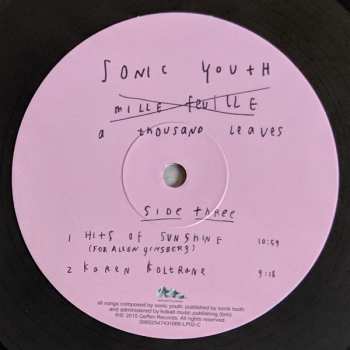 SONIC YOUTH
mille feuille
a thousand leaves
Side three
1 HITS OF SUNSHINE 10:59
(FOR ALLEN GINSBERG)
2 KAREN KOLTRANE 9:18
all songs composed by sonic youth. published by sonic tooth
and administered by kobalt music publishing (bmi)
2015 Geffen Records. All rights reserved.